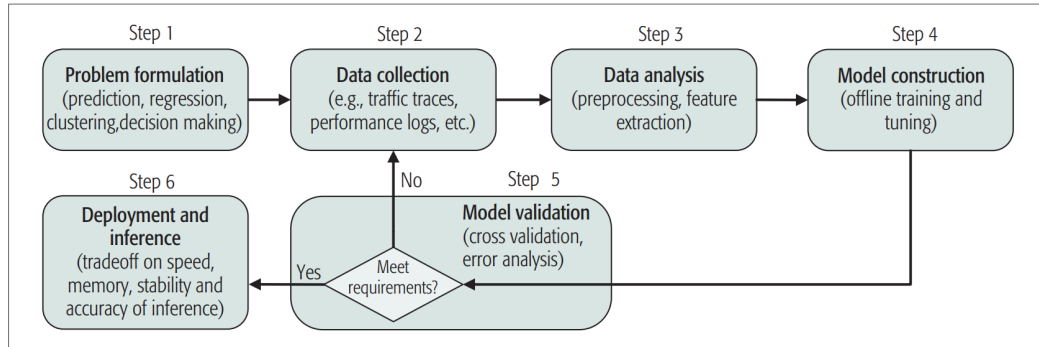 Step 1
Problem formulation
(prediction, regression,
clustering,decision making)
Step 2
Data collection
(e.g., traffic traces,
performance logs, etc.)
Step 3
Data analysis
(preprocessing, feature
extraction)
Step 4
Model construction
(offline training and
tuning)
No
Step 5
Model validation
(cross validation,
error analysis)
Meet
requirements?
Yes
Step 6
Deployment and
inference
(tradeoff on speed,
memory, stability and
accuracy of inference)